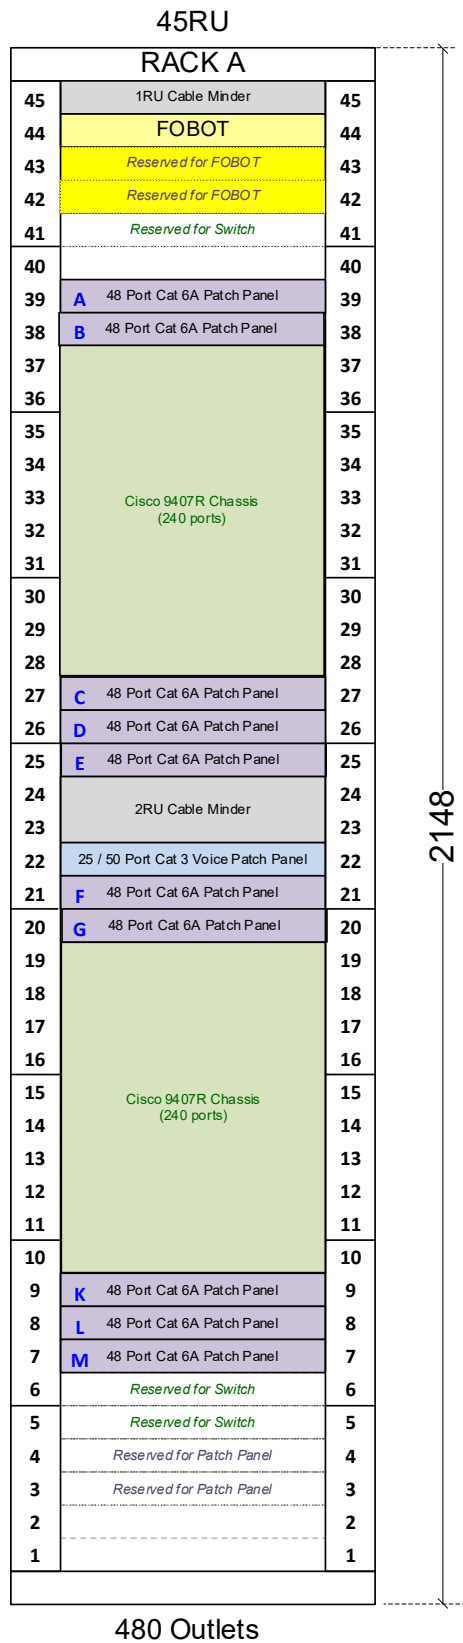 45RU
RACK A
45 1RU Cable Minder 45
44 FOBOT 44
43 Reserved for FOBOT 43
42 Reserved for FOBOT 42
41 Reserved for Switch 41
40 40
39 A 48 Port Cat 6A Patch Panel 39
38 B 48 Port Cat 6A Patch Panel 38
37 37
36 36
35 35
34 34
33 Cisco 9407R Chassis 33
(240 ports)
32 32
31 31
30 30
29 29
28 28
27 C 48 Port Cat 6A Patch Panel 27
26 D 48 Port Cat 6A Patch Panel 26
25 E 48 Port Cat 6A Patch Panel 25
24 24
2RU Cable Minder
23 23
22 25 / 50 Port Cat 3 Voice Patch Panel 22
21 F 48 Port Cat 6A Patch Panel 21
20 G 48 Port Cat 6A Patch Panel 20
19 19
18 18
17 17
16 16
15 Cisco 9407R Chassis 15
(240 ports)
14 14
13 13
12 12
11 11
10 10
9 K 48 Port Cat 6A Patch Panel 9
8 L 48 Port Cat 6A Patch Panel 8
7 M 48 Port Cat 6A Patch Panel 7
6 Reserved for Switch 6
5 Reserved for Switch 5
4 Reserved for Patch Panel 4
3 Reserved for Patch Panel 3
2 2
1 1
2148
480 Outlets